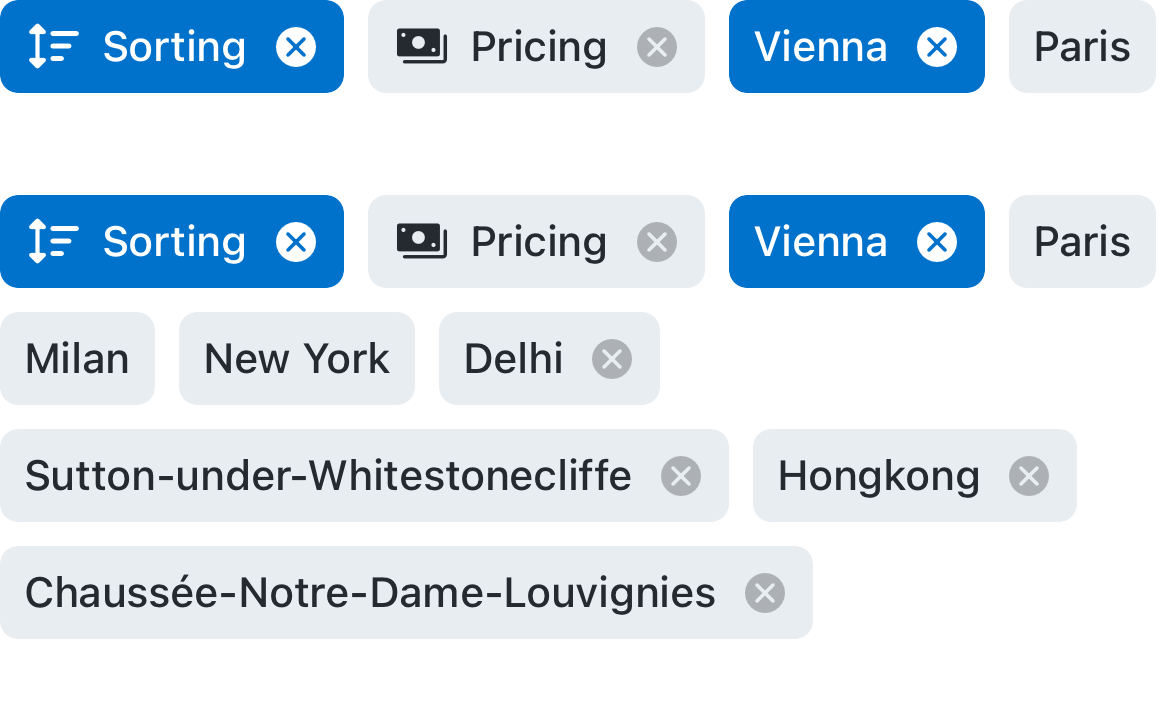 Sorting Pricing Vienna Paris
Sorting Pricing Vienna Paris
Milan New York Delhi
Sutton-under-Whitestonecliffe Hongkong
Chaussée-Notre-Dame-Louvignies